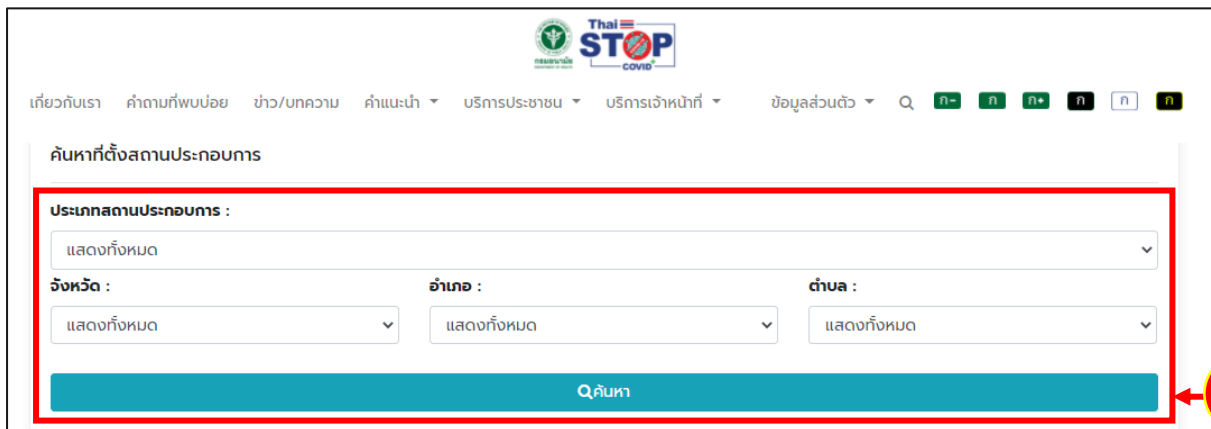 Thai
STOP
COVID
กรมอนามัย
เกี่ยวกับเรา คำถามที่พบบ่อย ข่าว/บทความ คำแนะนำ บริการประชาชน บริการเจ้าหน้าที่ ข้อมูลส่วนตัว ก- ก ก+ ก ก ก
ค้นหาที่ตั้งสถานประกอบการ
ประเภทสถานประกอบการ :
แสดงทั้งหมด
จังหวัด : อำเภอ : ตำบล :
แสดงทั้งหมด แสดงทั้งหมด แสดงทั้งหมด
ค้นหา